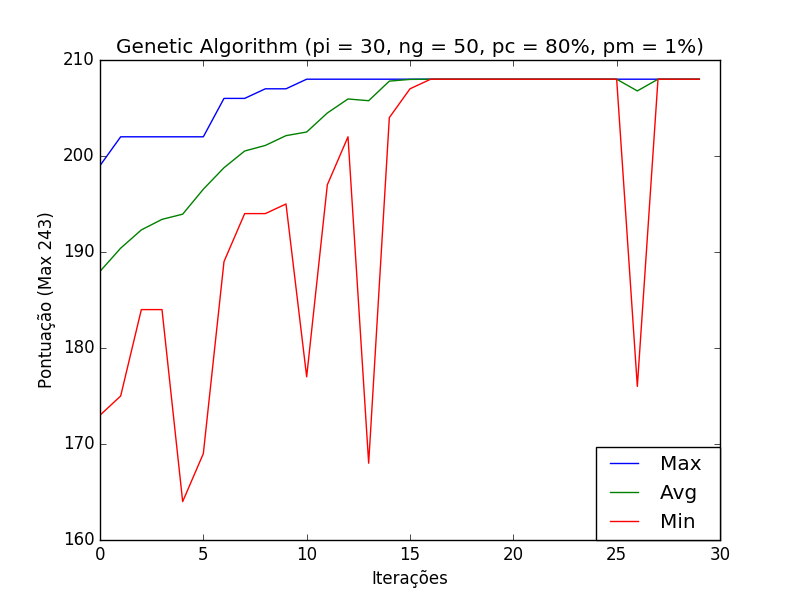 Genetic Algorithm (pi = 30, ng = 50, pc = 80%, pm = 1%)
210
200
190
180
170
160
Pontuação (Max 243)
0 5 10 15 20 25 30
Iterações
Max
Avg
Min